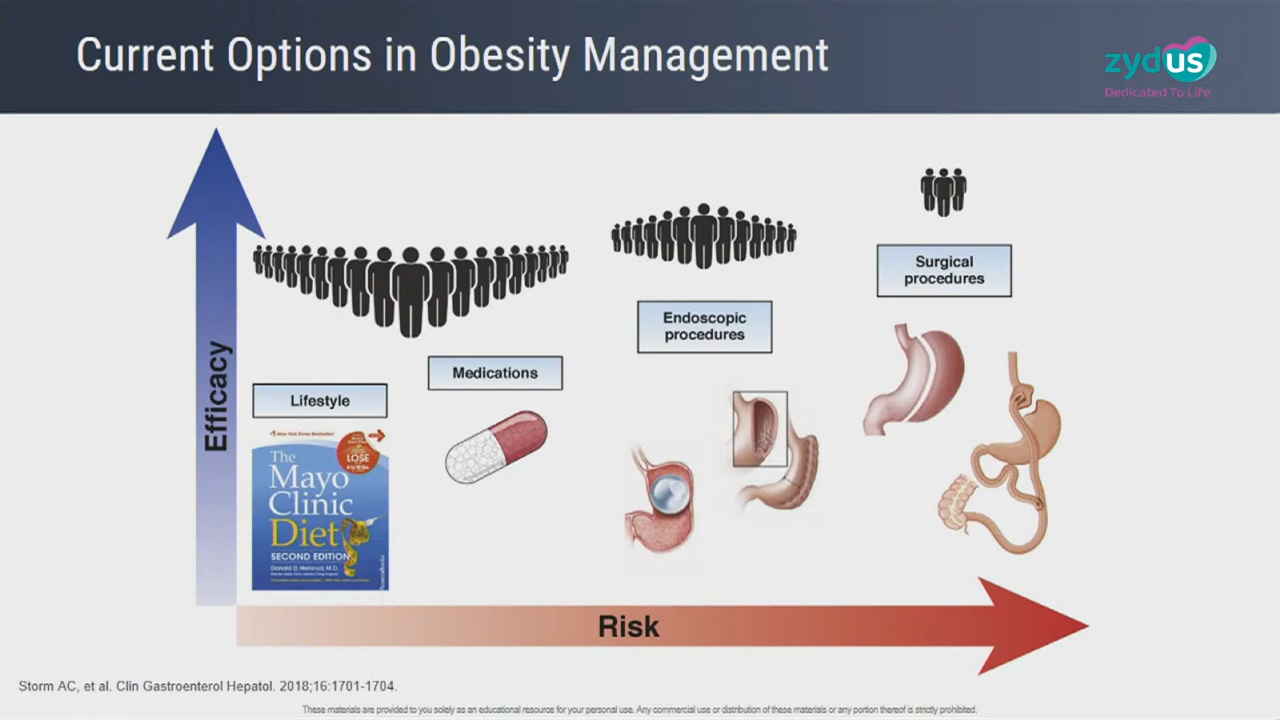 Current Options in Obesity Management
zydus
Dedicated To Life
Efficacy
Lifestyle
Medications
Endoscopic
procedures
Surgical
procedures
New York Times Bestseller!
LOSE
The
Mayo
Clinic
Diet
SECOND EDITION
Donald D. Hensrud, M.D.
Risk
Storm AC, et al. Clin Gastroenterol Hepatol. 2018;16:1701-1704.
These materials are provided to you solely as an educational resource for your personal use. Any commercial use or distribution of these materials or any portion thereof is strictly prohibited.